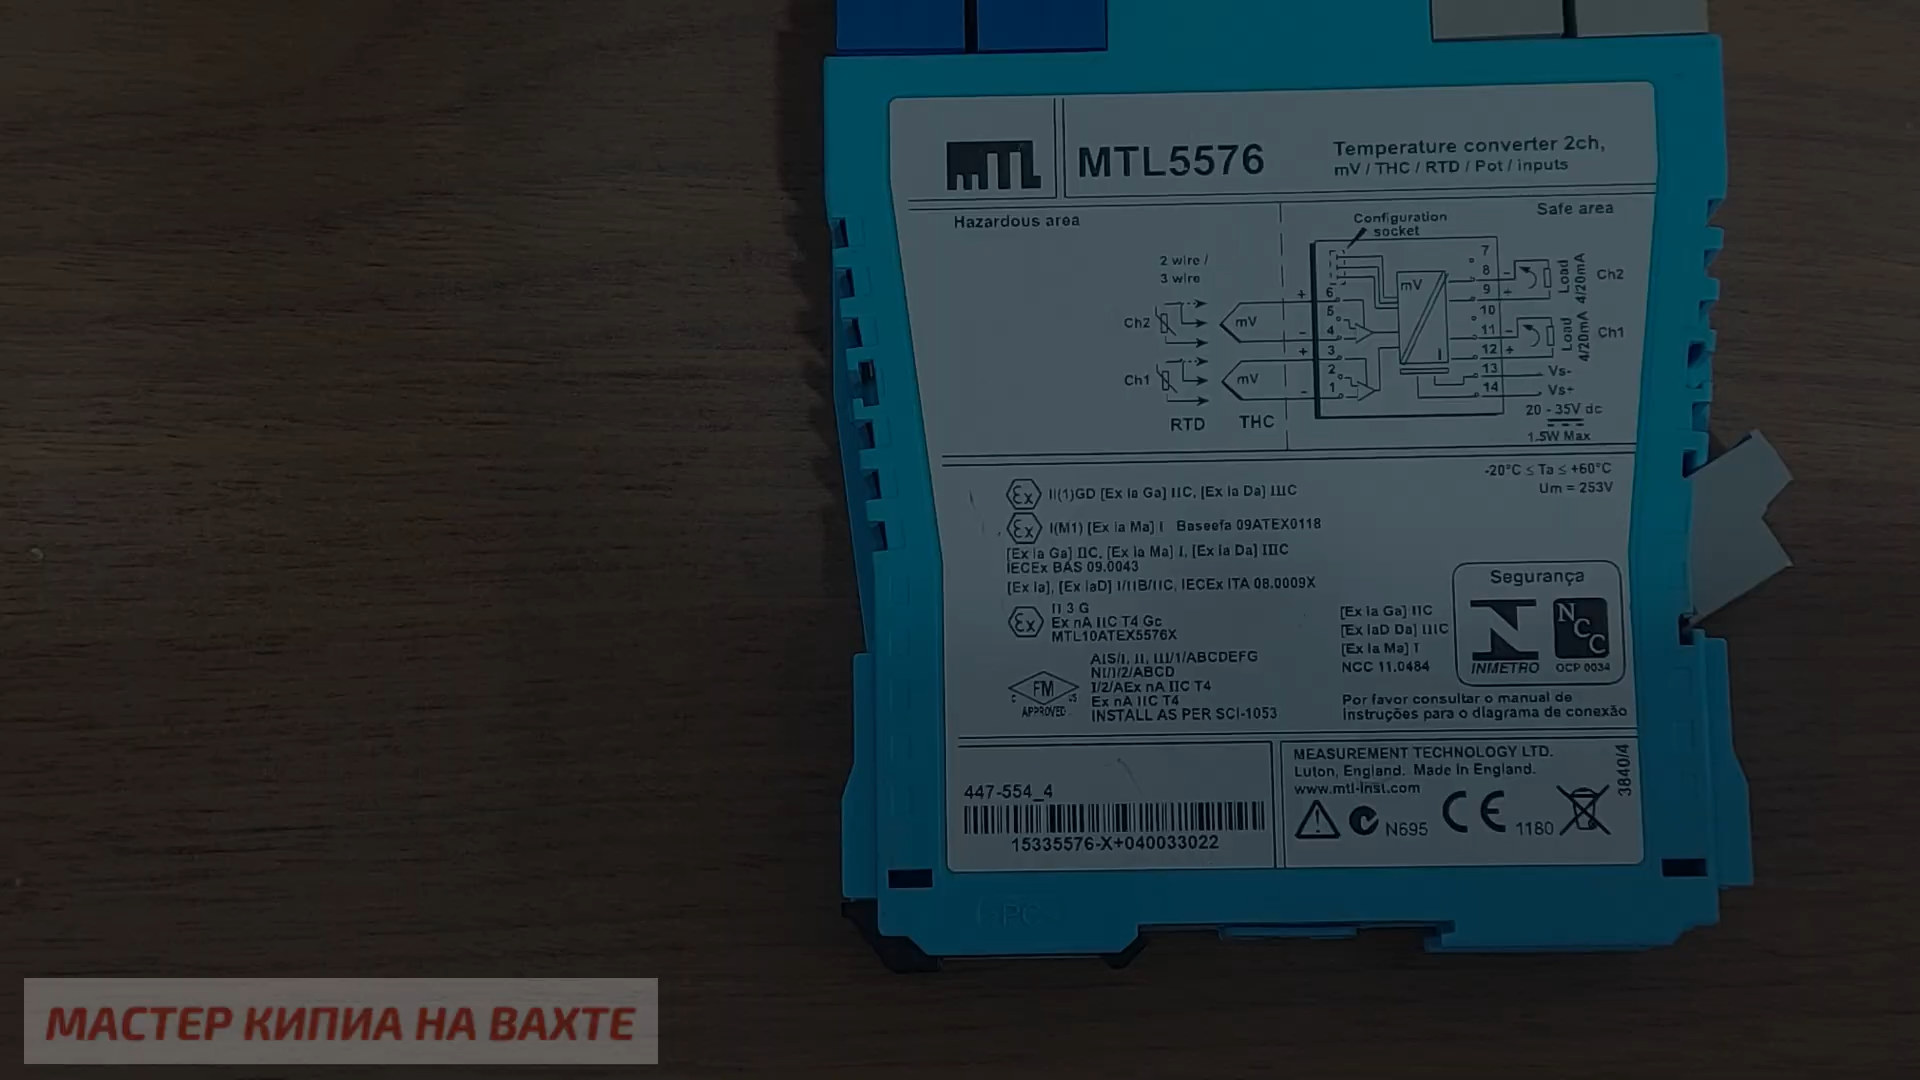 MTL
MTL5576
Temperature converter 2ch,
mV / THC / RTD / Pot / inputs
Hazardous area
Safe area
Configuration
socket
2 wire /
3 wire
Ch2
mV
Ch1
mV
RTD
THC
+
6
5
- 4
+ 3
2
- 1
mV
I
7
8 -
9 +
10
11 -
12 +
13
14
Load
4/20mA
Ch2
Load
4/20mA
Ch1
Vs-
Vs+
20 - 35V dc
1.5W Max
-20°C ≤ Ta ≤ +60°C
Um = 253V
Ex II(1)GD [Ex ia Ga] IIC, [Ex ia Da] IIIC
Ex I(M1) [Ex ia Ma] I Baseefa 09ATEX0118
[Ex ia Ga] IIC, [Ex ia Ma] I, [Ex ia Da] IIIC
IECEx BAS 09.0043
[Ex ia], [Ex iaD] I/IIB/IIC, IECEx ITA 08.0009X
Ex II 3 G
Ex nA IIC T4 Gc
MTL10ATEX5576X
FM
C US
APPROVED
AIS/I, II, III/1/ABCDEFG
NI/I/2/ABCD
I/2/AEx nA IIC T4
Ex nA IIC T4
INSTALL AS PER SCI-1053
[Ex ia Ga] IIC
[Ex iaD Da] IIIC
[Ex ia Ma] I
NCC 11.0484
Segurança
NCC
INMETRO
OCP 0034
Por favor consultar o manual de
instruções para o diagrama de conexão
447-554_4
15335576-X+040033022
MEASUREMENT TECHNOLOGY LTD.
Luton, England. Made in England.
www.mtl-inst.com
N695
CE
1180
3840/4
>PC<
МАСТЕР КИПИА НА ВАХТЕ